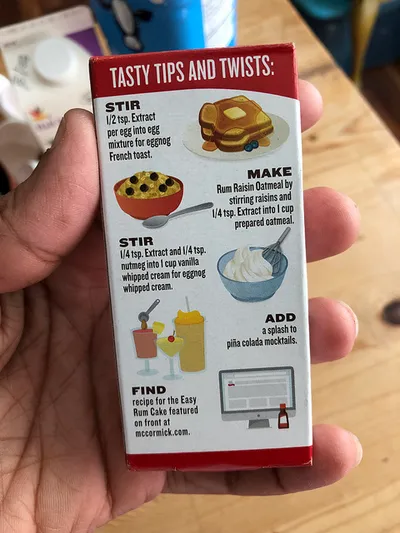 TASTY TIPS AND TWISTS:
STIR
1/2 tsp. Extract
per egg into egg
mixture for eggnog
French toast.
MAKE
Rum Raisin Oatmeal by
stirring raisins and
1/4 tsp. Extract into 1 cup
prepared oatmeal.
STIR
1/4 tsp. Extract and 1/4 tsp.
nutmeg into 1 cup vanilla
whipped cream for eggnog
whipped cream.
ADD
a splash to
piña colada mocktails.
FIND
recipe for the Easy
Rum Cake featured
on front at
mccormick.com.